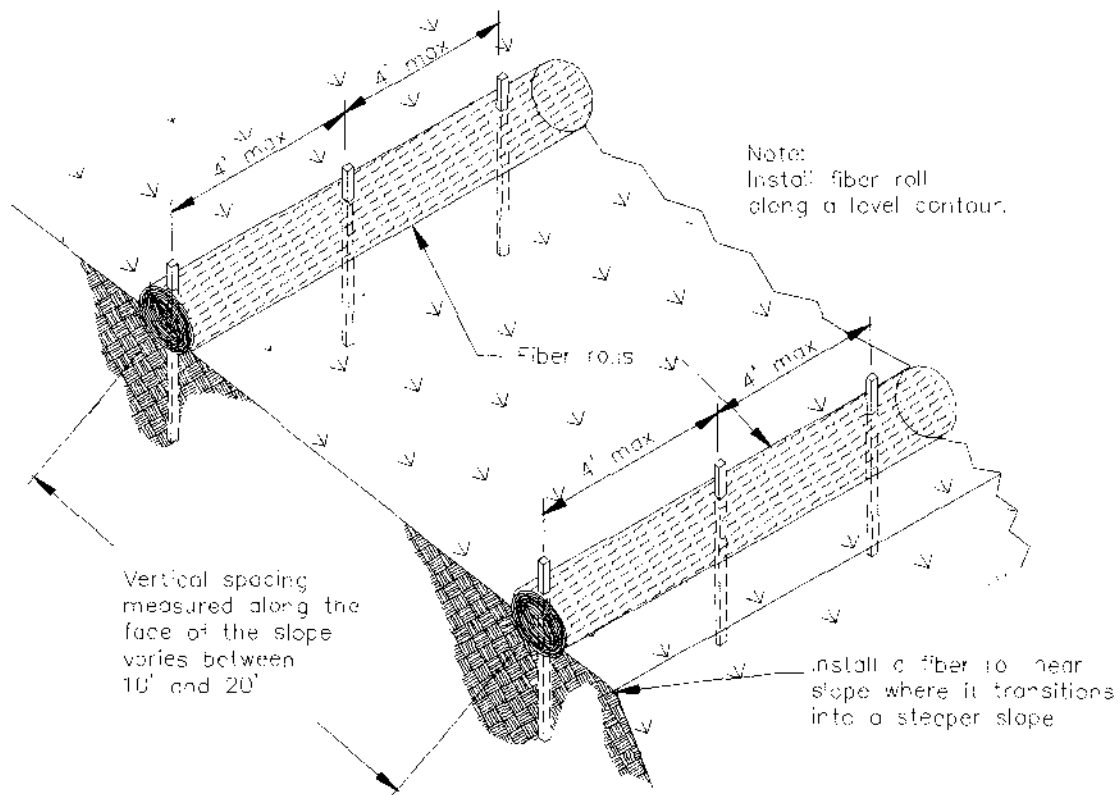 4' max
4' max
Note:
Install fiber roll
along a level contour.
Fiber rolls
4' max
4' max
Vertical spacing
measured along the
face of the slope
varies between
10' and 20'
Install a fiber roll near
slope where it transitions
into a steeper slope